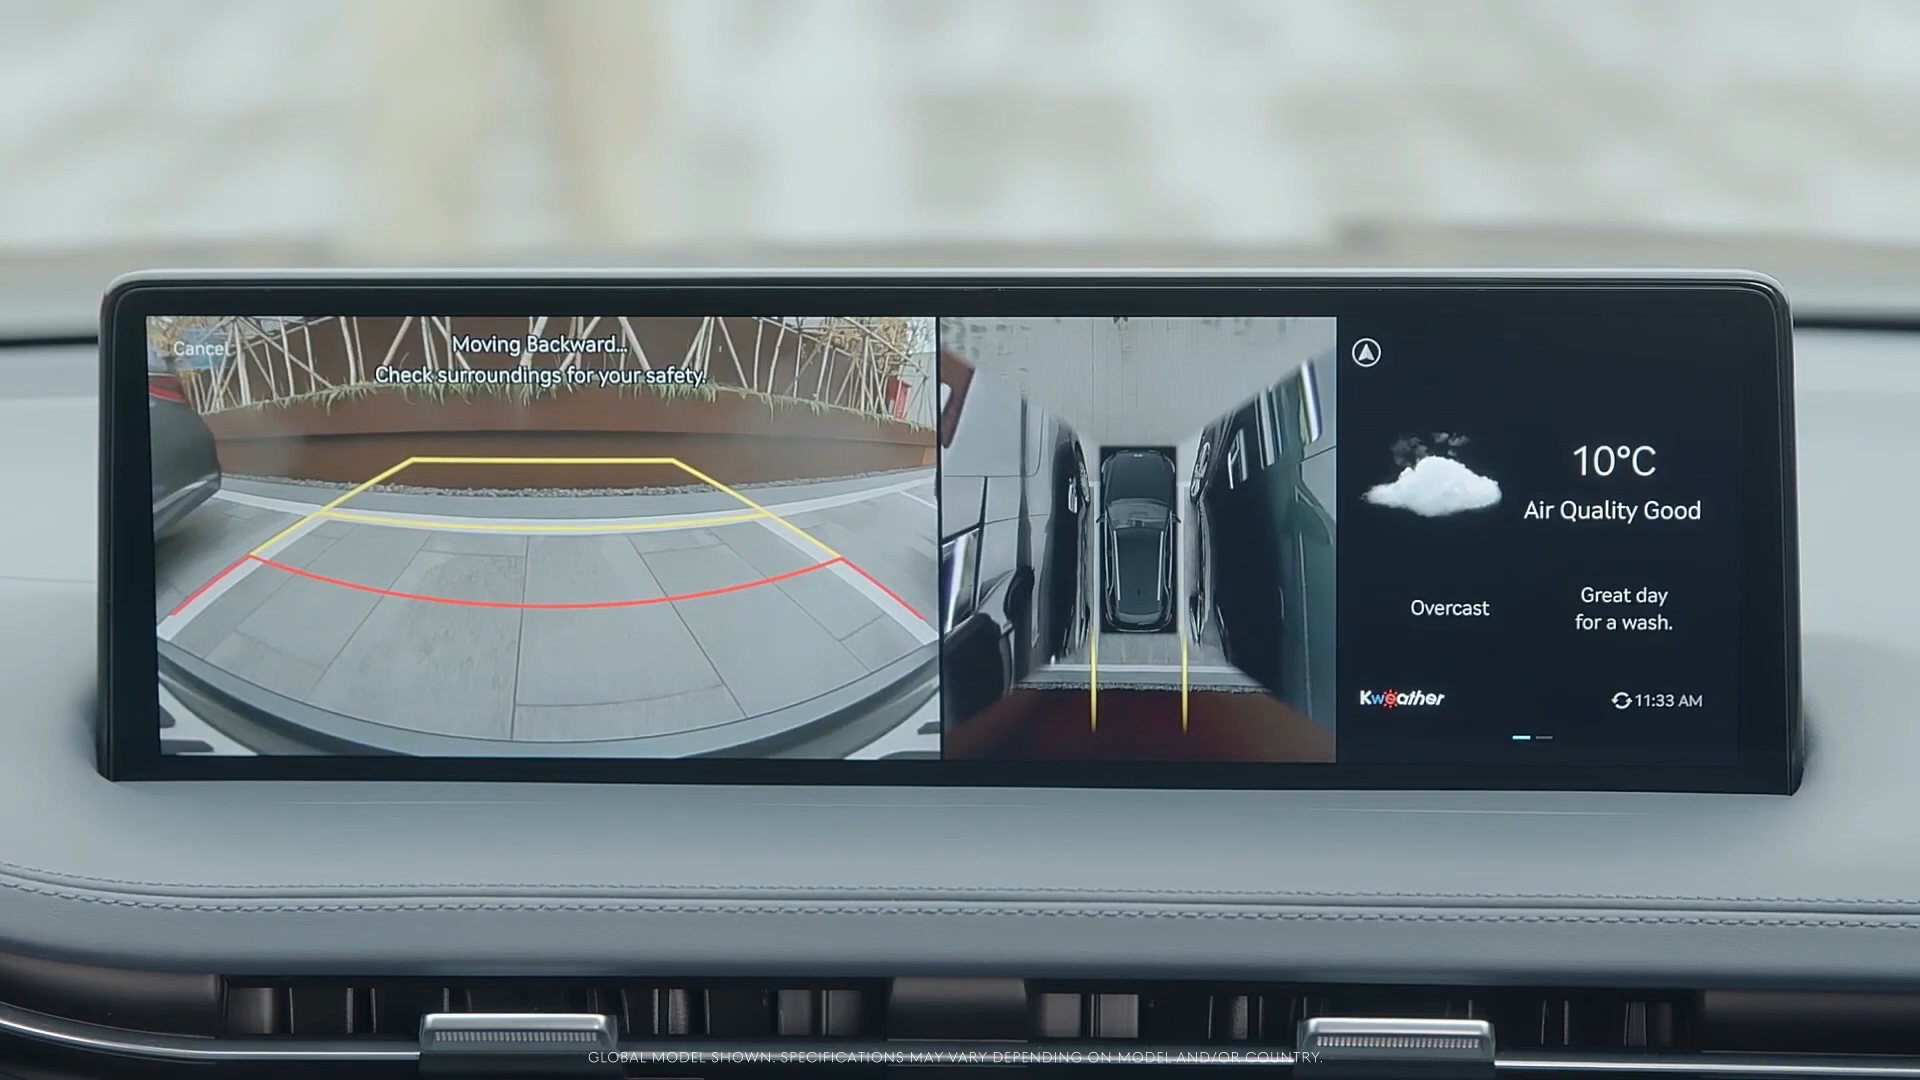 Cancel
Moving Backward...
Check surroundings for your safety.
10°C
Air Quality Good
Overcast
Great day
for a wash.
Kweather
11:33 AM
GLOBAL MODEL SHOWN. SPECIFICATIONS MAY VARY DEPENDING ON MODEL AND/OR COUNTRY.